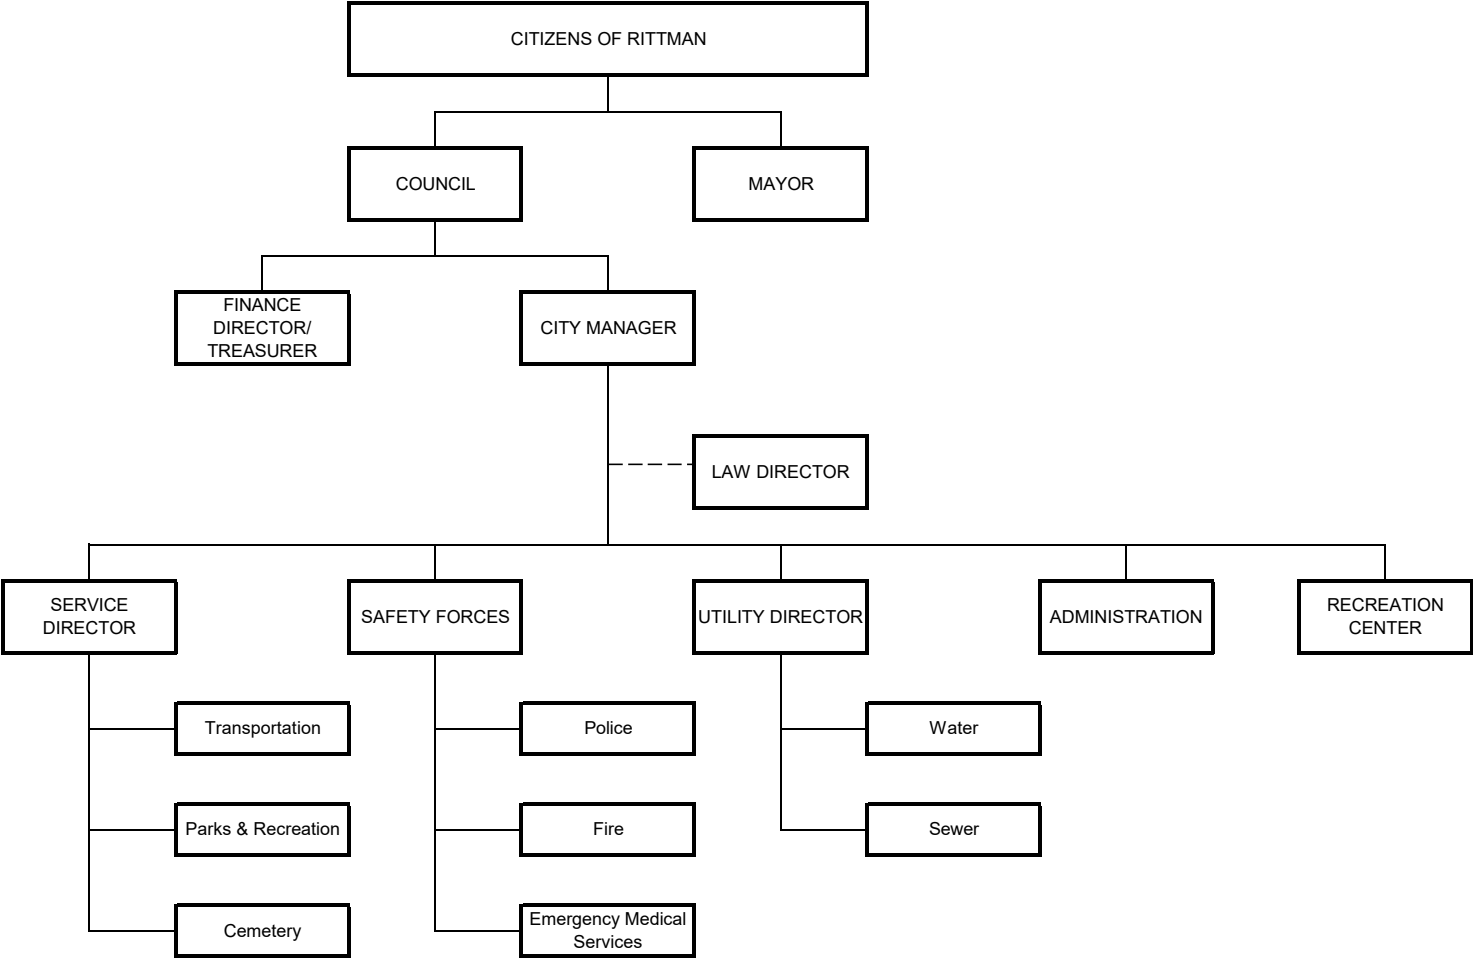 CITIZENS OF RITTMAN
COUNCIL
MAYOR
FINANCE
DIRECTOR/
TREASURER
CITY MANAGER
LAW DIRECTOR
SERVICE
DIRECTOR
SAFETY FORCES
UTILITY DIRECTOR
ADMINISTRATION
RECREATION
CENTER
Transportation
Police
Water
Parks & Recreation
Fire
Sewer
Cemetery
Emergency Medical
Services